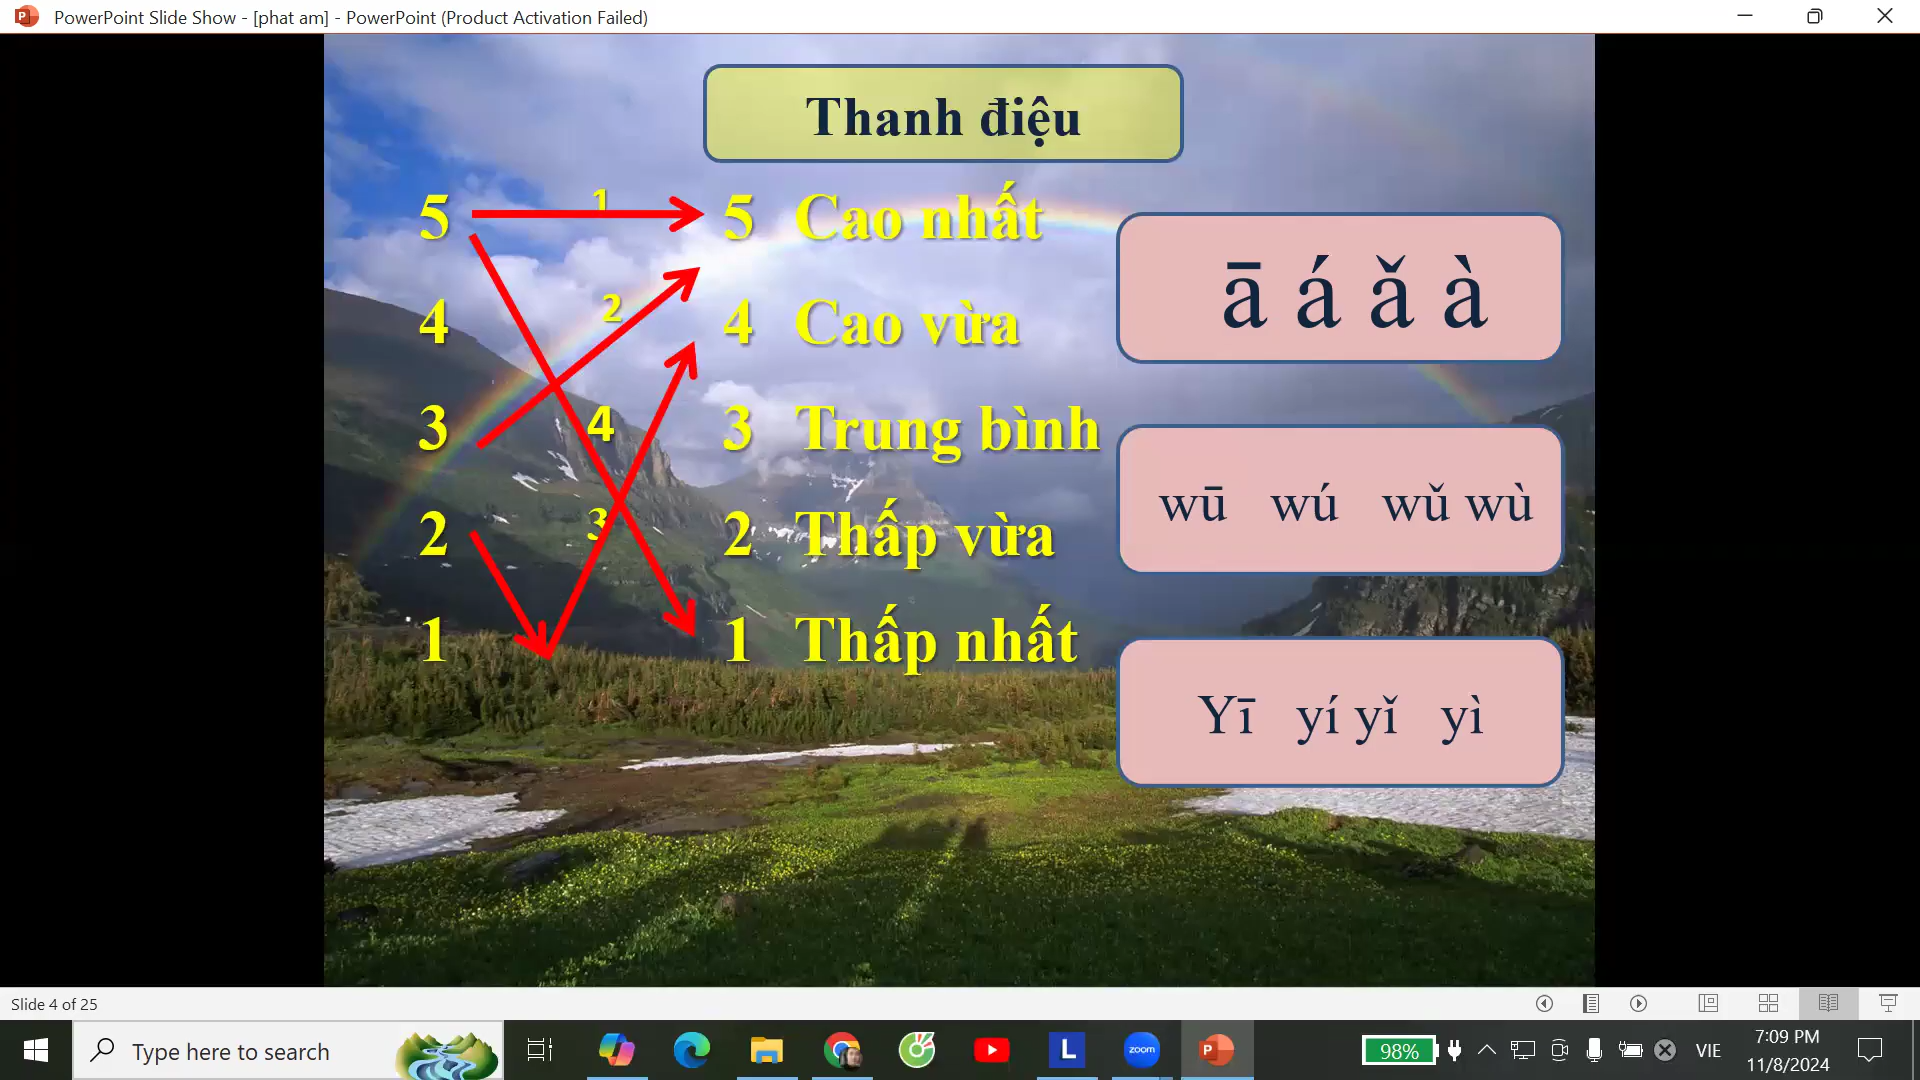 PowerPoint Slide Show - [phat am] - PowerPoint (Product Activation Failed)
Thanh điệu
5 1 5 Cao nhất
4 2 4 Cao vừa
3 4 3 Trung bình
2 3 2 Thấp vừa
1 1 Thấp nhất
ā á ă à
wū wú wǔ wù
Yī yí yǐ yì
Slide 4 of 25
Type here to search
L
zoom
P
98%
VIE
7:09 PM
11/8/2024